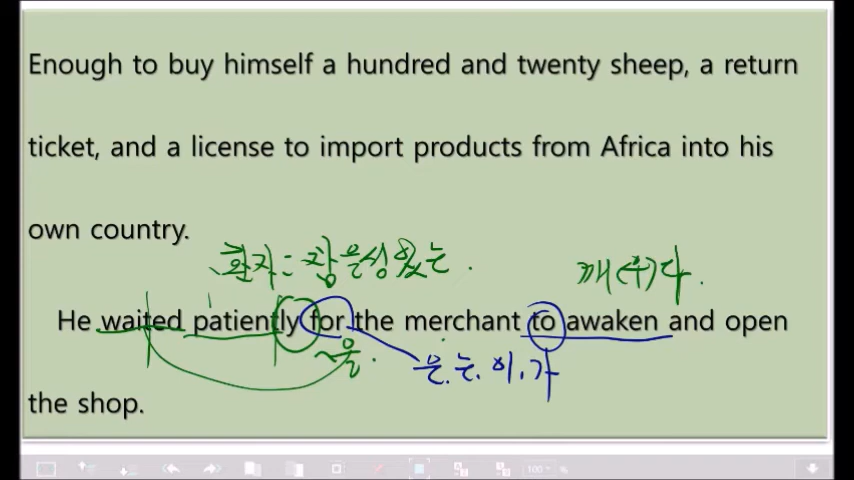 Enough to buy himself a hundred and twenty sheep, a return
ticket, and a license to import products from Africa into his
own country.
환자 = 참을성있는.
깨(우)다.
He waited patiently for the merchant to awaken and open
~을.
은.는.이.가
the shop.
100 %